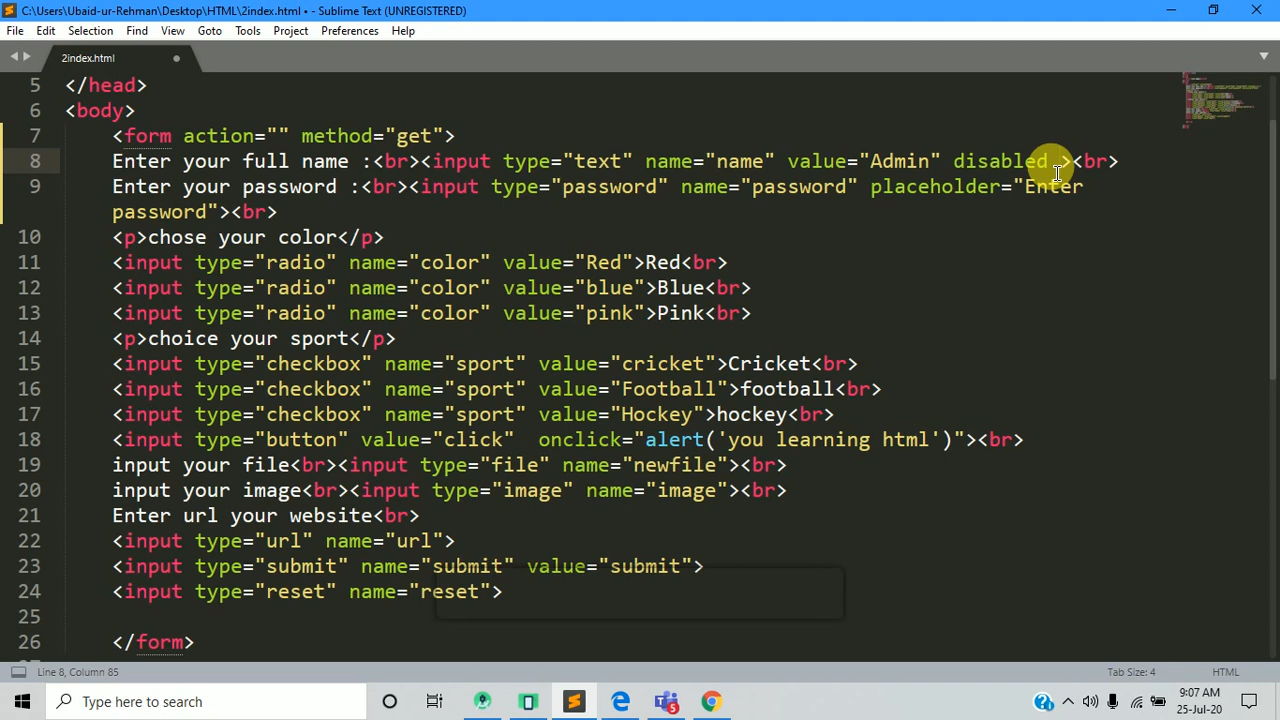 C:\Users\Ubaid-ur-Rehman\Desktop\HTML\2index.html • - Sublime Text (UNREGISTERED)
File Edit Selection Find View Goto Tools Project Preferences Help
2index.html
5 </head>
6 <body>
7 <form action="" method="get">
8 Enter your full name :<br><input type="text" name="name" value="Admin" disabled ><br>
9 Enter your password :<br><input type="password" name="password" placeholder="Enter
password"><br>
10 <p>chose your color</p>
11 <input type="radio" name="color" value="Red">Red<br>
12 <input type="radio" name="color" value="blue">Blue<br>
13 <input type="radio" name="color" value="pink">Pink<br>
14 <p>choice your sport</p>
15 <input type="checkbox" name="sport" value="cricket">Cricket<br>
16 <input type="checkbox" name="sport" value="Football">football<br>
17 <input type="checkbox" name="sport" value="Hockey">hockey<br>
18 <input type="button" value="click"  onclick="alert('you learning html')"><br>
19 input your file<br><input type="file" name="newfile"><br>
20 input your image<br><input type="image" name="image"><br>
21 Enter url your website<br>
22 <input type="url" name="url">
23 <input type="submit" name="submit" value="submit">
24 <input type="reset" name="reset">
25
26 </form>
Line 8, Column 85 Tab Size: 4 HTML
Type here to search
5
9:07 AM
25-Jul-20